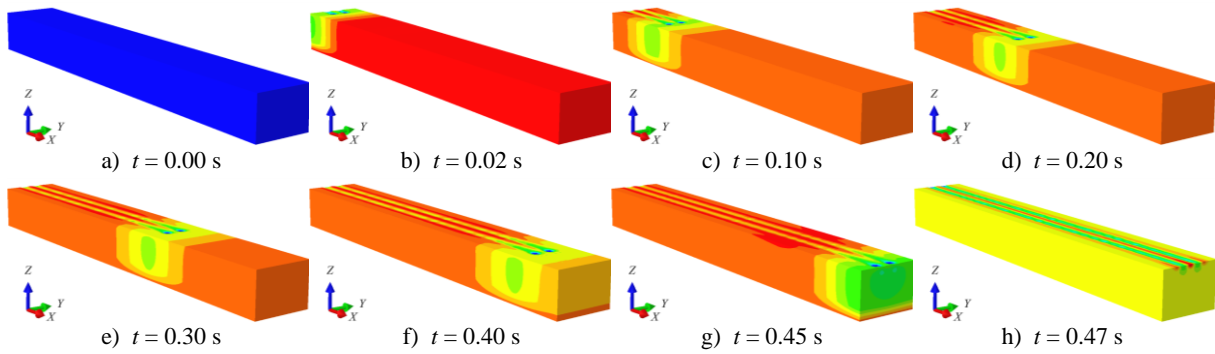 Z Y X
Z Y X
Z Y X
Z Y X
a) t = 0.00 s
b) t = 0.02 s
c) t = 0.10 s
d) t = 0.20 s
Z Y X
Z Y X
Z Y X
Z Y X
e) t = 0.30 s
f) t = 0.40 s
g) t = 0.45 s
h) t = 0.47 s